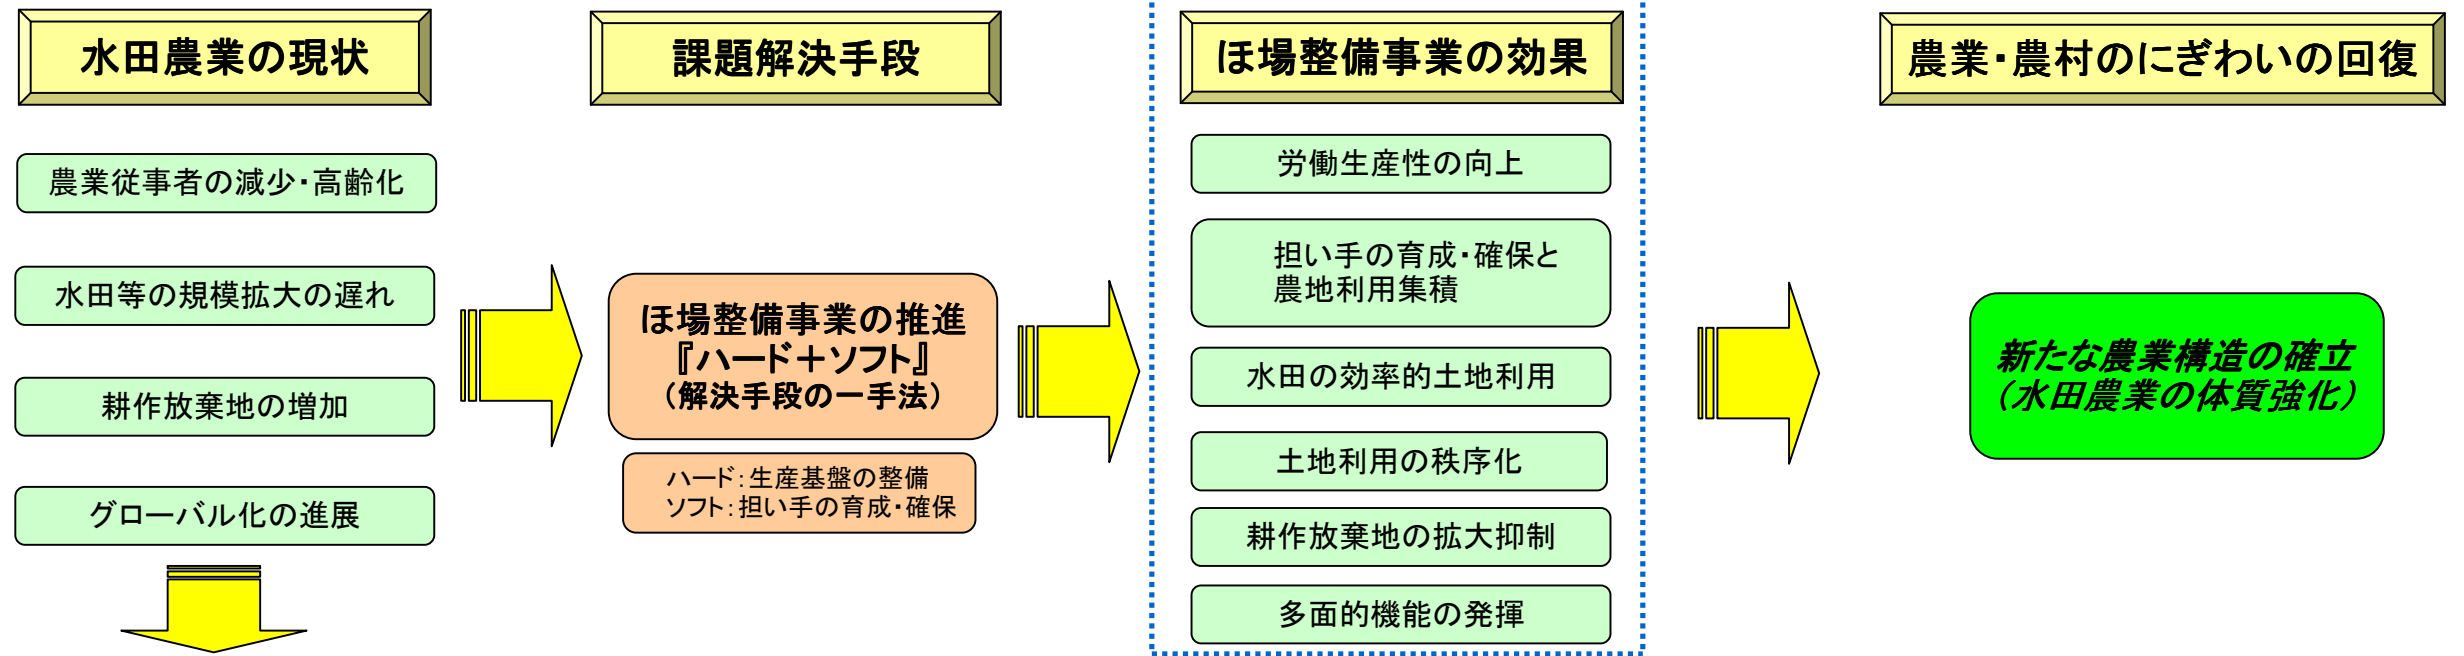 水田農業の現状
農業従事者の減少・高齢化
水田等の規模拡大の遅れ
耕作放棄地の増加
グローバル化の進展
課題解決手段
ほ場整備事業の推進
『ハード＋ソフト』
（解決手段の一手法）
ハード：生産基盤の整備
ソフト：担い手の育成・確保
ほ場整備事業の効果
労働生産性の向上
担い手の育成・確保と
農地利用集積
水田の効率的土地利用
土地利用の秩序化
耕作放棄地の拡大抑制
多面的機能の発揮
農業・農村のにぎわいの回復
新たな農業構造の確立
（水田農業の体質強化）